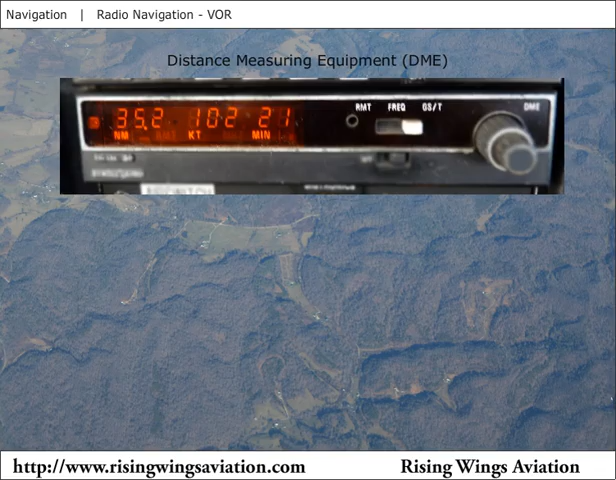 Navigation | Radio Navigation - VOR
Distance Measuring Equipment (DME)
RMT FREQ GS/T DME
35.2 102 21
NM KT MIN
http://www.risingwingsaviation.com Rising Wings Aviation